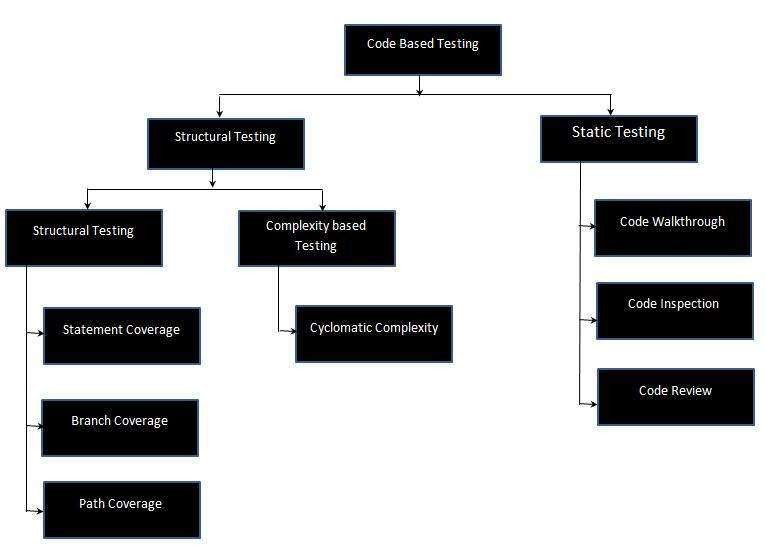 Code Based Testing
Structural Testing
Static Testing
Structural Testing
Complexity based
Testing
Code Walkthrough
Statement Coverage
Cyclomatic Complexity
Code Inspection
Branch Coverage
Code Review
Path Coverage